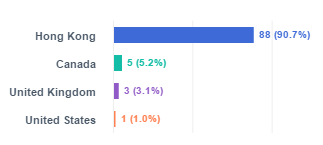 Hong Kong 88 (90.7%)
Canada 5 (5.2%)
United Kingdom 3 (3.1%)
United States 1 (1.0%)